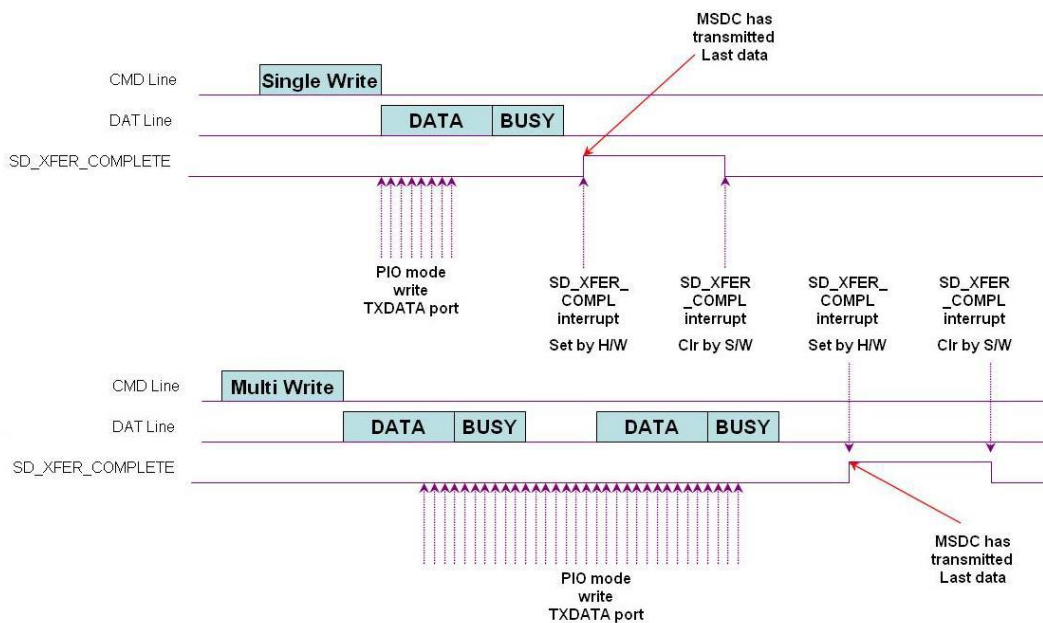 MSDC has
transmitted
Last data
CMD Line
Single Write
DAT Line
DATA
BUSY
SD_XFER_COMPLETE
PIO mode
write
TXDATA port
SD_XFER_
COMPL
interrupt
Set by H/W
SD_XFER
_COMPL
interrupt
Clr by S/W
SD_XFER_
_COMPL
interrupt
Set by H/W
SD_XFER
_COMPL
interrupt
Clr by S/W
CMD Line
Multi Write
DAT Line
DATA
BUSY
DATA
BUSY
SD_XFER_COMPLETE
MSDC has
transmitted
Last data
PIO mode
write
TXDATA port